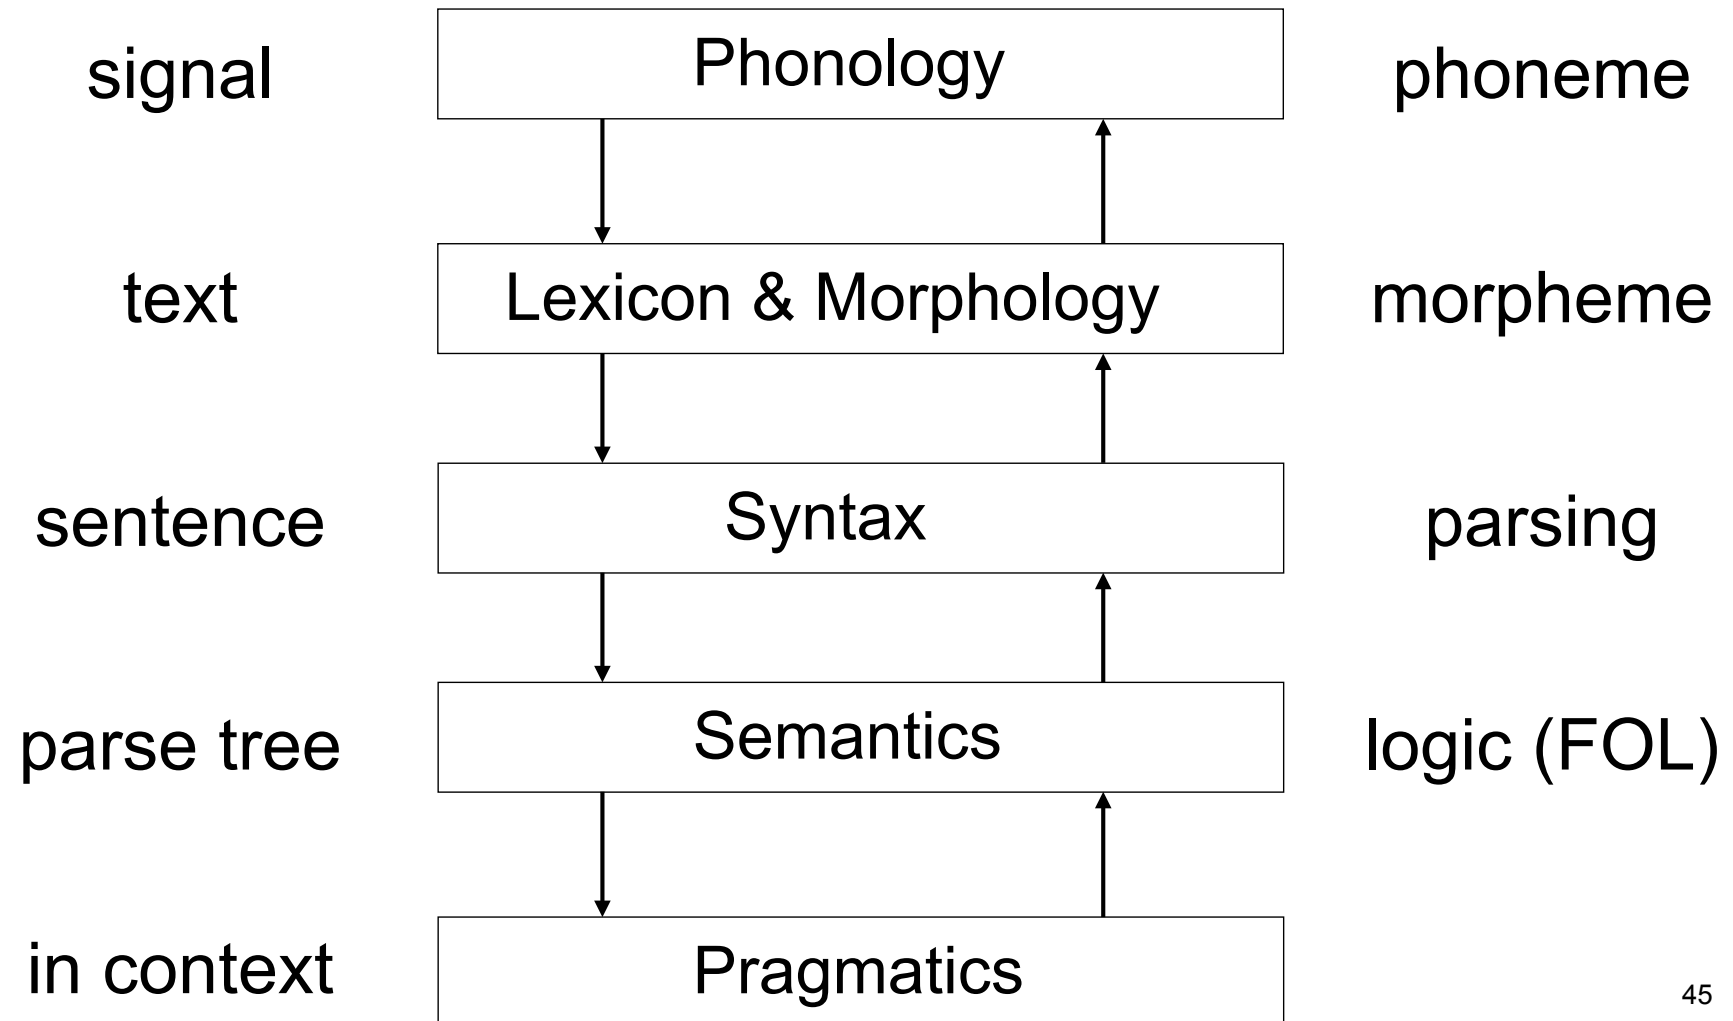 signal Phonology phoneme
text Lexicon & Morphology morpheme
sentence Syntax parsing
parse tree Semantics logic (FOL)
in context Pragmatics
45